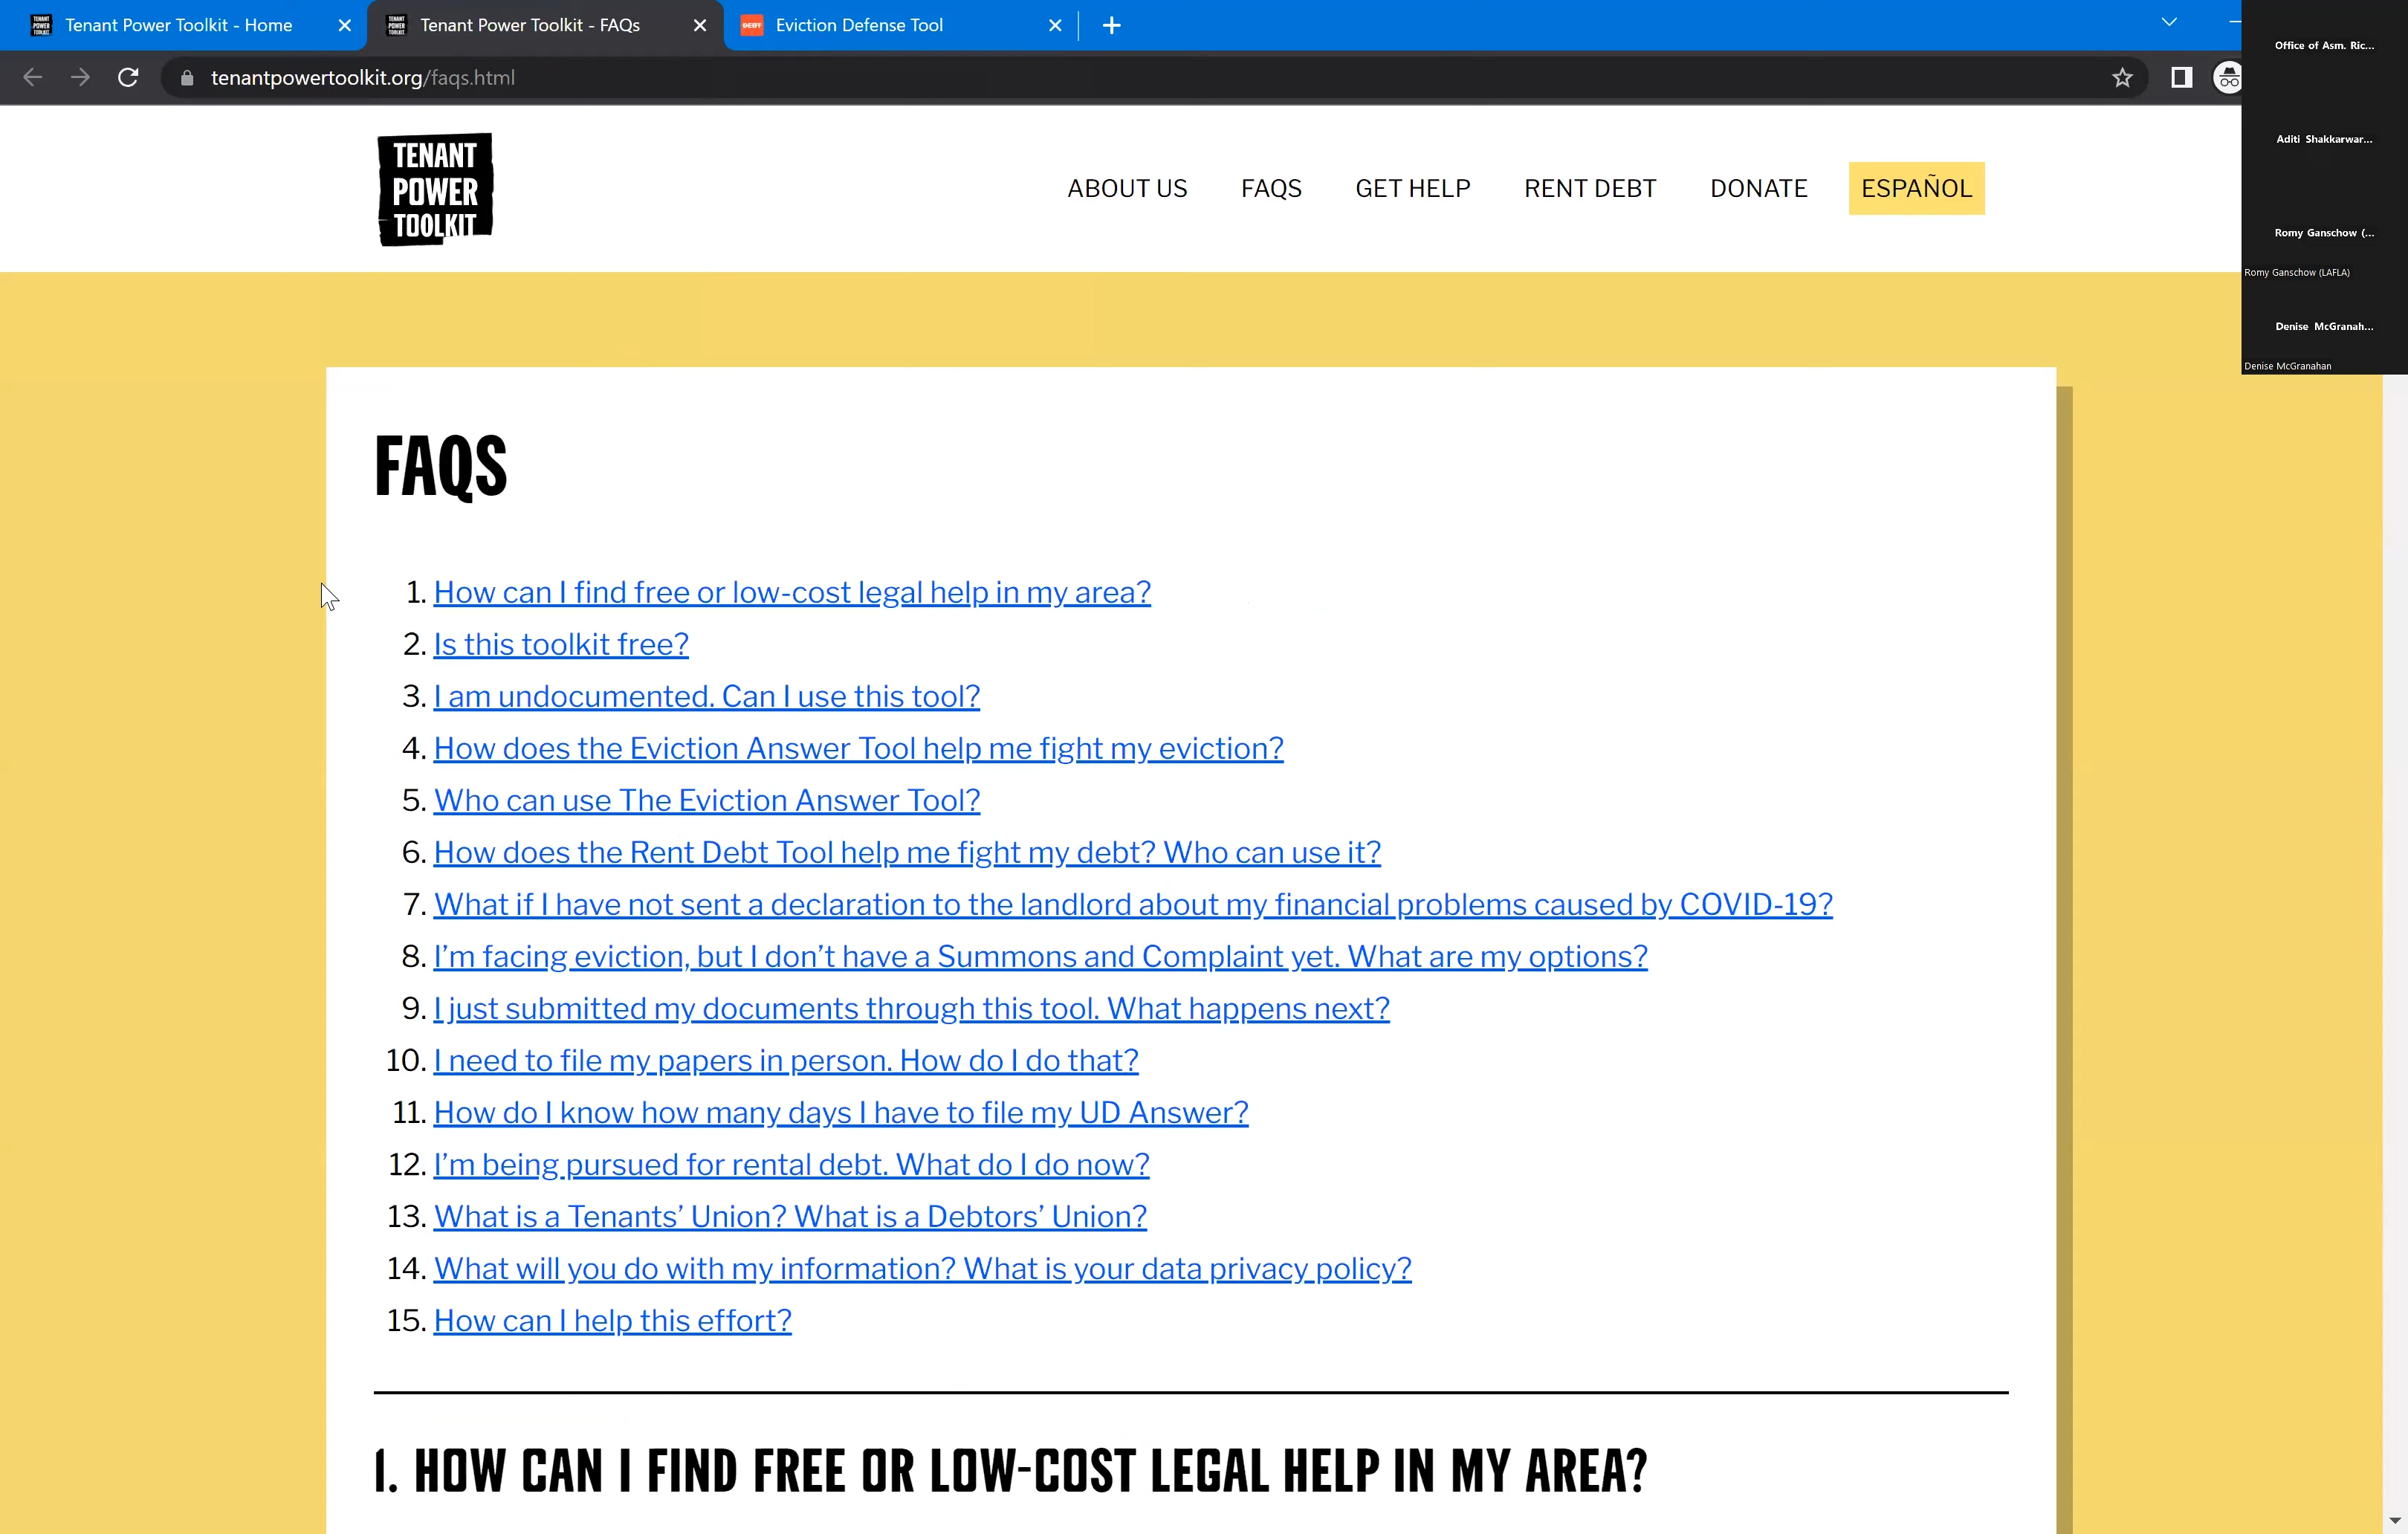 Tenant Power Toolkit - Home
Tenant Power Toolkit - FAQs
DEBT
Eviction Defense Tool
tenantpowertoolkit.org/faqs.html
Office of Asm. Ric...
Aditi Shakkarwar...
Romy Ganschow (...
Romy Ganschow (LAFLA)
Denise McGranah...
Denise McGranahan
TENANT
POWER
TOOLKIT
ABOUT US
FAQS
GET HELP
RENT DEBT
DONATE
ESPAÑOL
FAQS
1. How can I find free or low-cost legal help in my area?
2. Is this toolkit free?
3. I am undocumented. Can I use this tool?
4. How does the Eviction Answer Tool help me fight my eviction?
5. Who can use The Eviction Answer Tool?
6. How does the Rent Debt Tool help me fight my debt? Who can use it?
7. What if I have not sent a declaration to the landlord about my financial problems caused by COVID-19?
8. I’m facing eviction, but I don’t have a Summons and Complaint yet. What are my options?
9. I just submitted my documents through this tool. What happens next?
10. I need to file my papers in person. How do I do that?
11. How do I know how many days I have to file my UD Answer?
12. I’m being pursued for rental debt. What do I do now?
13. What is a Tenants’ Union? What is a Debtors’ Union?
14. What will you do with my information? What is your data privacy policy?
15. How can I help this effort?
1. HOW CAN I FIND FREE OR LOW-COST LEGAL HELP IN MY AREA?